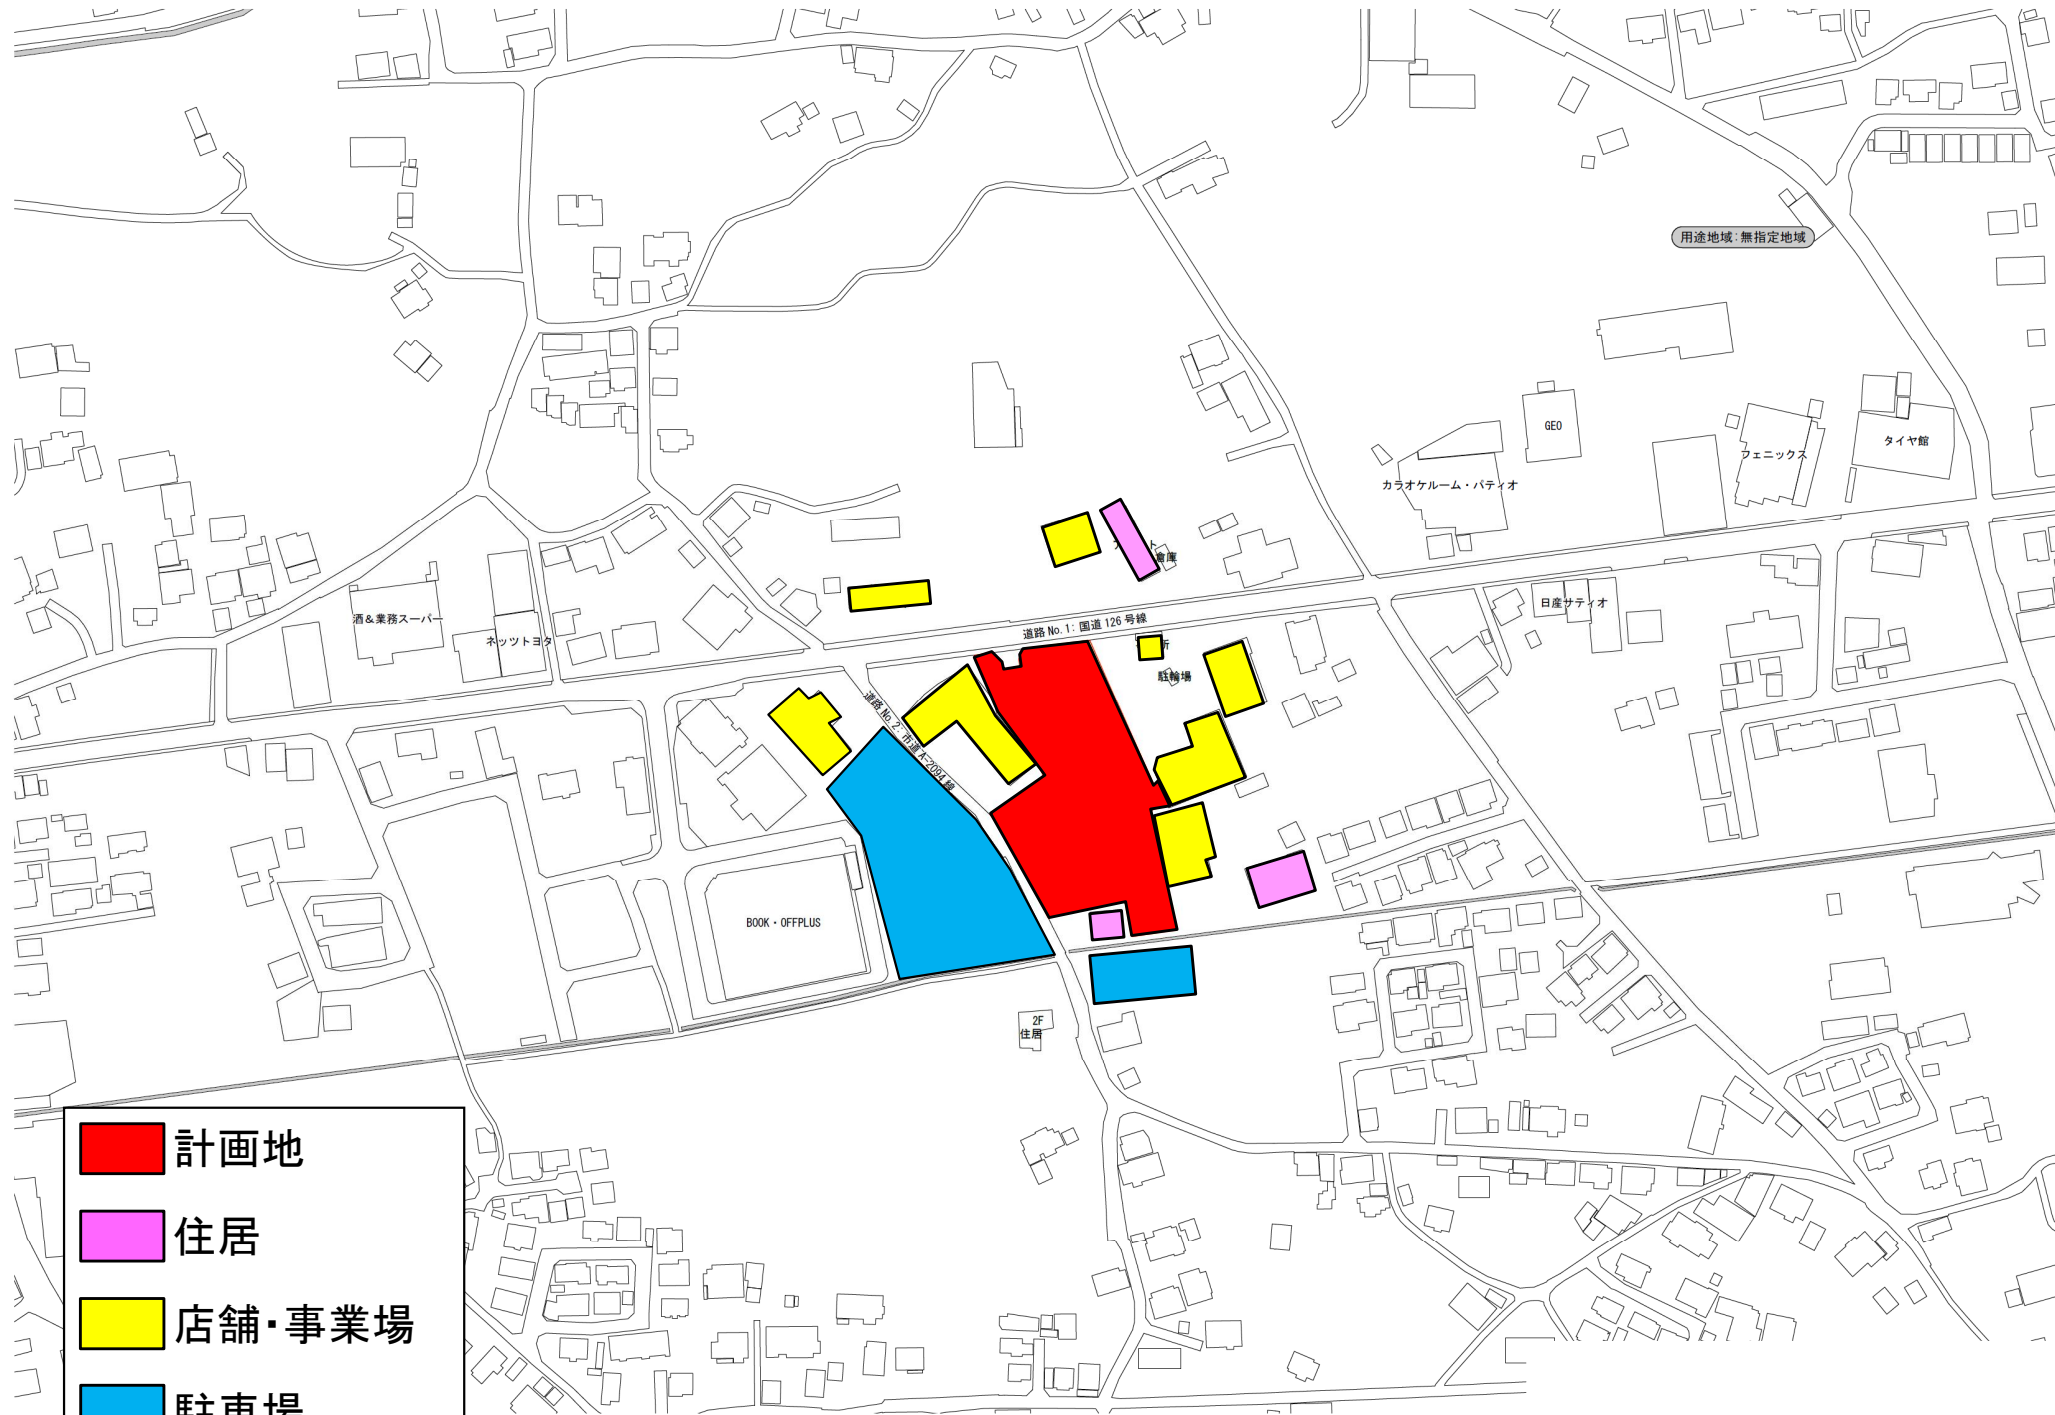 用途地域：無指定地域
GEO
フェニックス
タイヤ館
カラオケルーム・パティオ
倉庫
日産サティオ
酒＆業務スーパー
ネッツトヨタ
道路 No.1：国道 126 号線
駐輪場
道路 No.2：市道 A-2094 線
BOOK・OFFPLUS
2F
住居
計画地
住居
店舗・事業場
駐車場